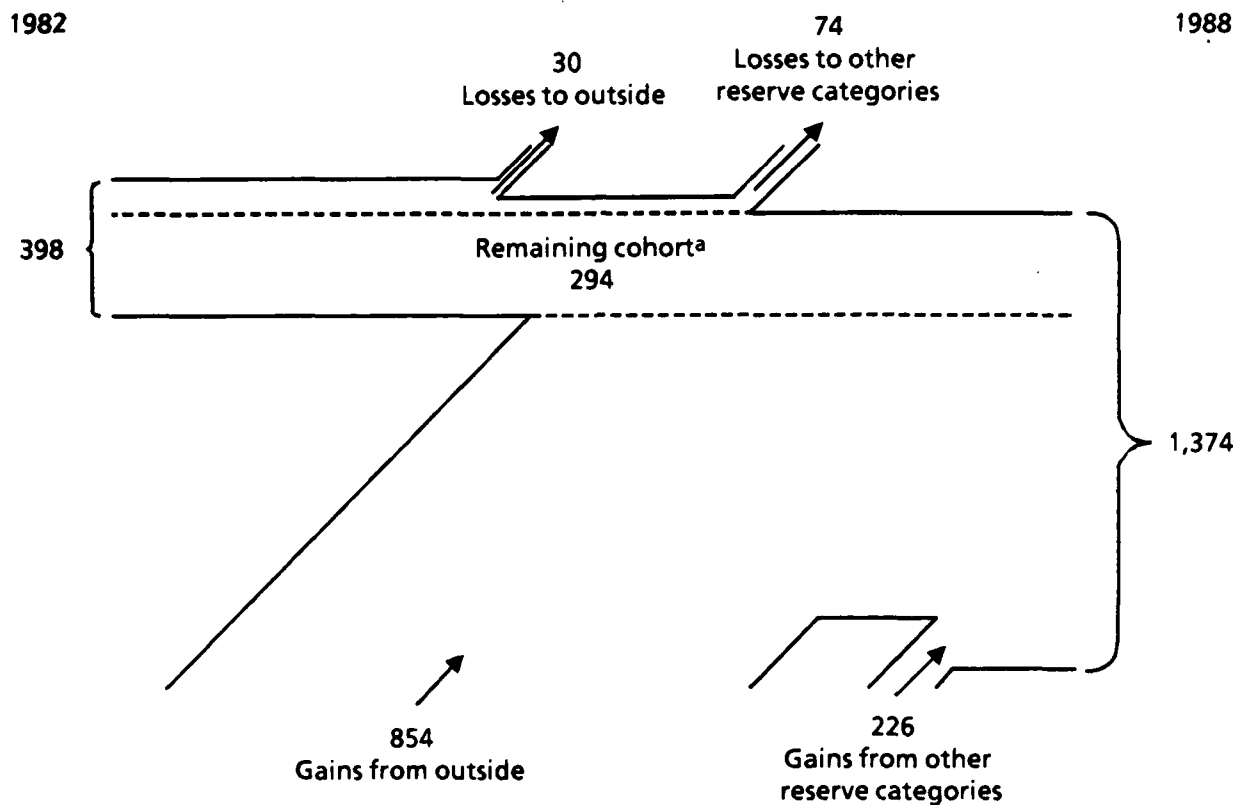 1982
1988
30
Losses to outside
74
Losses to other
reserve categories
398
Remaining cohortª
294
1,374
854
Gains from outside
226
Gains from other
reserve categories